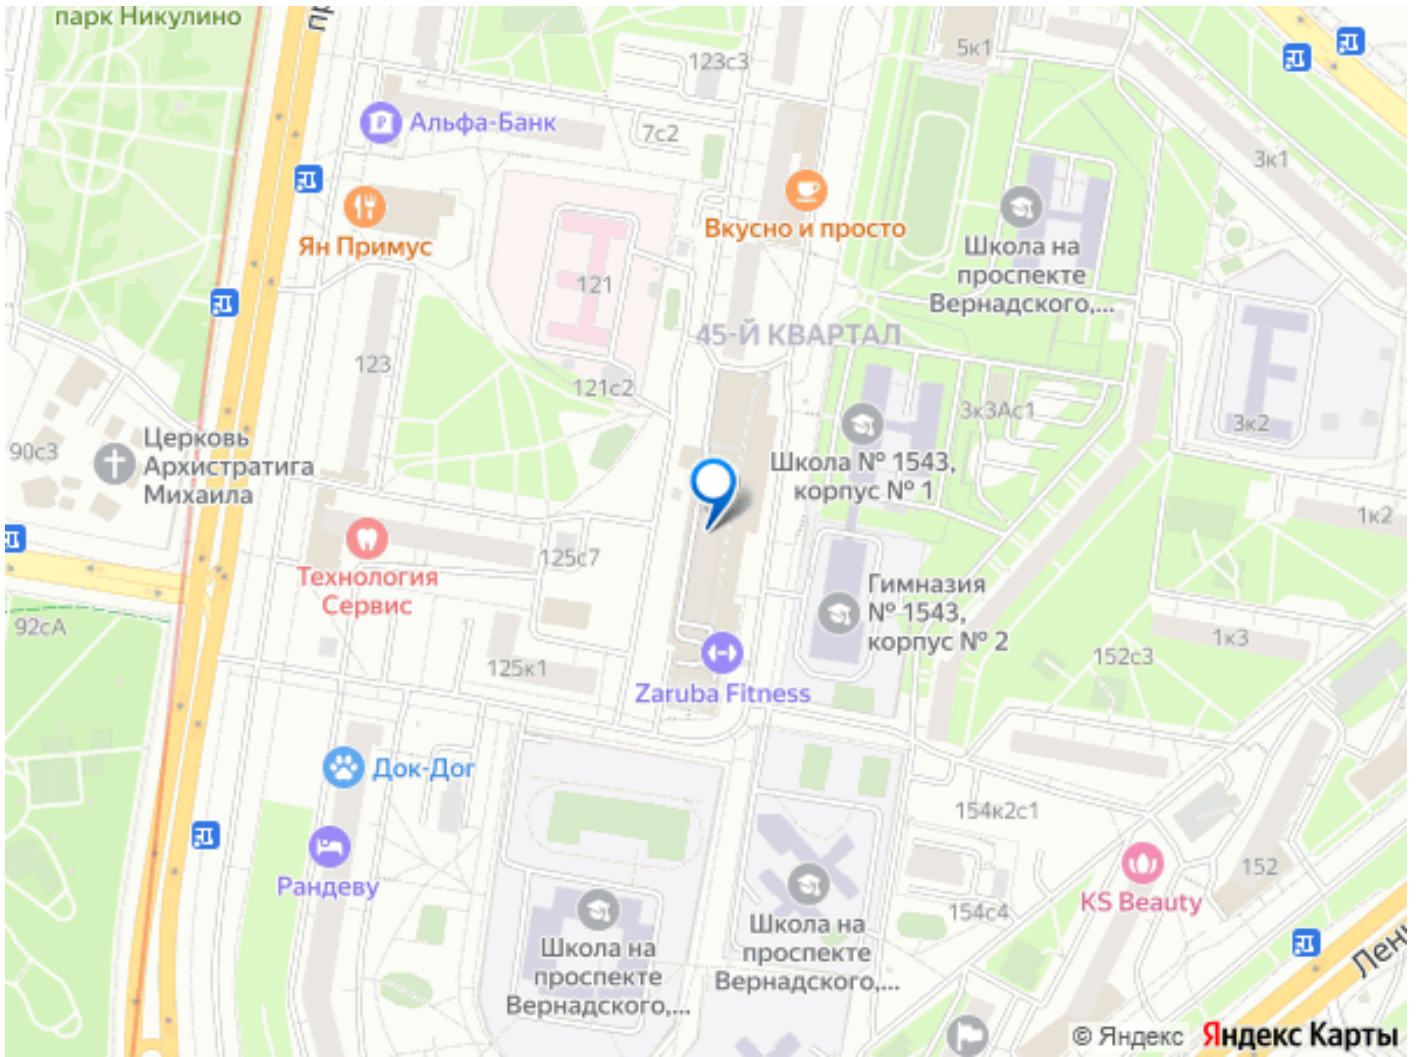 парк Никулино
пр
5к1
123с3
Альфа-Банк
7с2
3к1
Вкусно и просто
Ян Примус
Школа на
проспекте
Вернадского,...
121
45-Й КВАРТАЛ
123
121с2
3к3Ас1
3к2
90с3
Церковь
Архистратига
Михаила
Школа № 1543,
корпус № 1
1к2
125с7
Технология
Сервис
Гимназия
№ 1543,
корпус № 2
92сА
1к3
152с3
125к1
Zaruba Fitness
Док-Дог
154к2с1
Рандеву
152
KS Beauty
154с4
Школа на
проспекте
Вернадского,...
Школа на
проспекте
Вернадского,...
Лени
© Яндекс Яндекс Карты